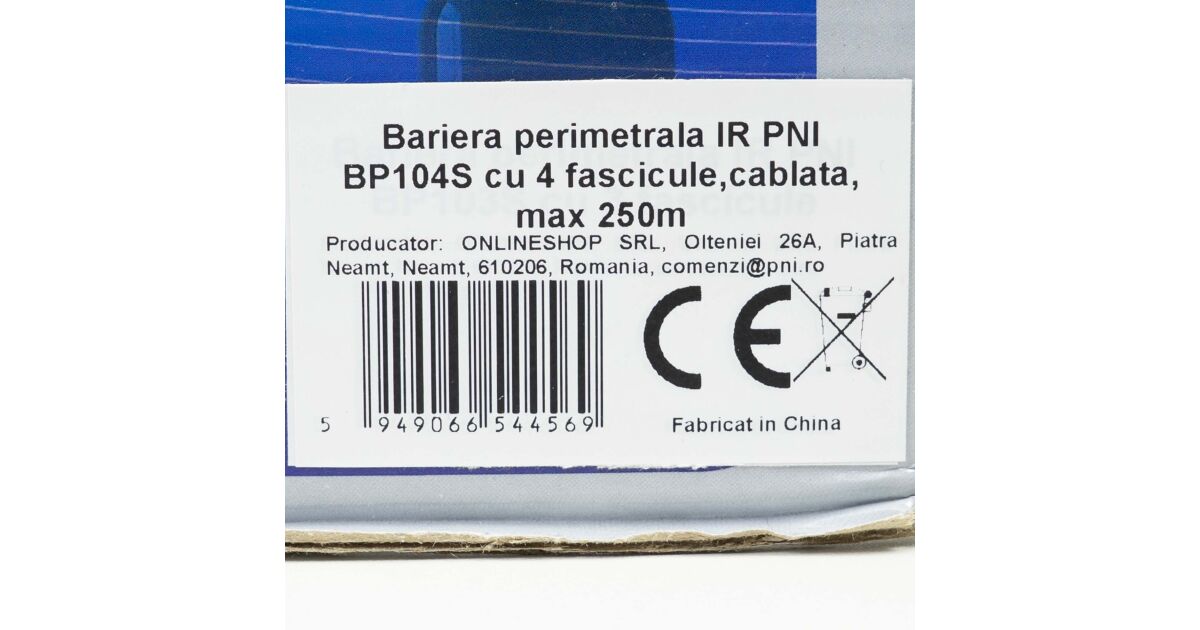 Bariera perimetrala IR PNI
BP104S cu 4 fascicule,cablata,
max 250m
Producator: ONLINESHOP SRL, Olteniei 26A, Piatra
Neamt, Neamt, 610206, Romania, comenzi@pni.ro
CE
5 949066 544569
Fabricat in China